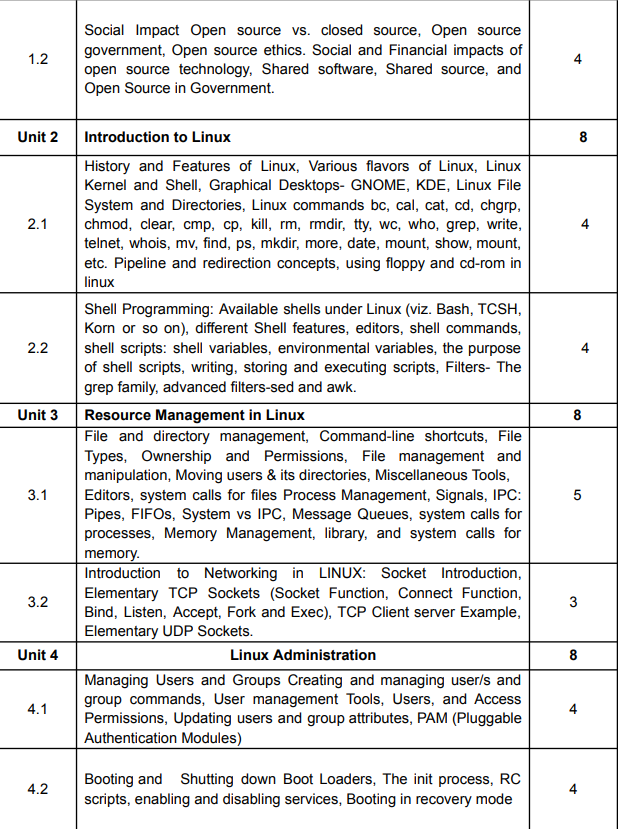 1.2
Social Impact Open source vs. closed source, Open source
government, Open source ethics. Social and Financial impacts of
open source technology, Shared software, Shared source, and
Open Source in Government.
4
Unit 2 Introduction to Linux 8
2.1
History and Features of Linux, Various flavors of Linux, Linux
Kernel and Shell, Graphical Desktops- GNOME, KDE, Linux File
System and Directories, Linux commands bc, cal, cat, cd, chgrp,
chmod, clear, cmp, cp, kill, rm, rmdir, tty, wc, who, grep, write,
telnet, whois, mv, find, ps, mkdir, more, date, mount, show, mount,
etc. Pipeline and redirection concepts, using floppy and cd-rom in
linux
4
2.2
Shell Programming: Available shells under Linux (viz. Bash, TCSH,
Korn or so on), different Shell features, editors, shell commands,
shell scripts: shell variables, environmental variables, the purpose
of shell scripts, writing, storing and executing scripts, Filters- The
grep family, advanced filters-sed and awk.
4
Unit 3 Resource Management in Linux 8
3.1
File and directory management, Command-line shortcuts, File
Types, Ownership and Permissions, File management and
manipulation, Moving users & its directories, Miscellaneous Tools,
Editors, system calls for files Process Management, Signals, IPC:
Pipes, FIFOs, System vs IPC, Message Queues, system calls for
processes, Memory Management, library, and system calls for
memory.
5
3.2
Introduction to Networking in LINUX: Socket Introduction,
Elementary TCP Sockets (Socket Function, Connect Function,
Bind, Listen, Accept, Fork and Exec), TCP Client server Example,
Elementary UDP Sockets.
3
Unit 4 Linux Administration 8
4.1
Managing Users and Groups Creating and managing user/s and
group commands, User management Tools, Users, and Access
Permissions, Updating users and group attributes, PAM (Pluggable
Authentication Modules)
4
4.2
Booting and Shutting down Boot Loaders, The init process, RC
scripts, enabling and disabling services, Booting in recovery mode
4